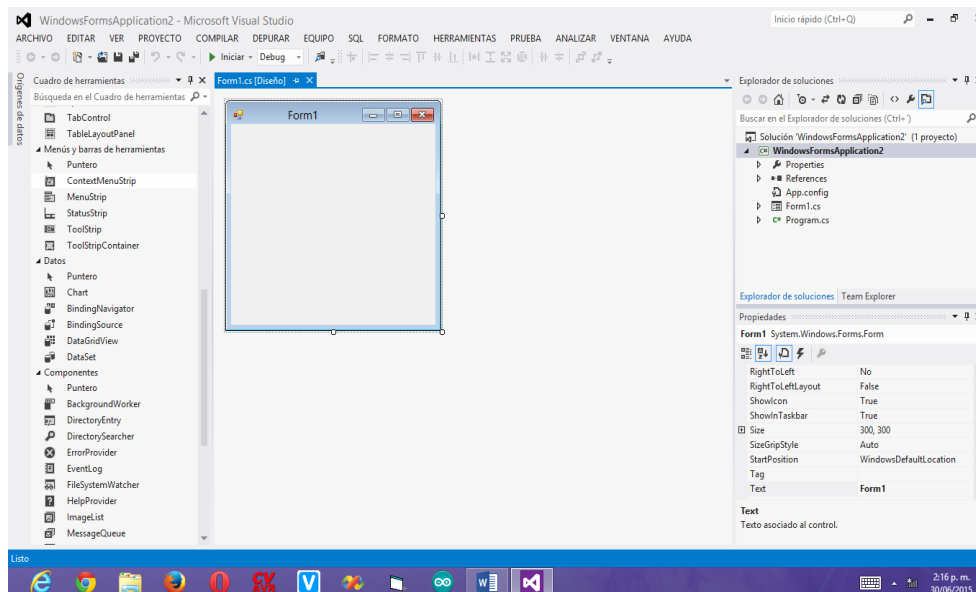 WindowsFormsApplication2 - Microsoft Visual Studio
Inicio rápido (Ctrl+Q)
ARCHIVO EDITAR VER PROYECTO COMPILAR DEPURAR EQUIPO SQL FORMATO HERRAMIENTAS PRUEBA ANALIZAR VENTANA AYUDA
Iniciar Debug
Orígenes de datos
Cuadro de herramientas
Búsqueda en el Cuadro de herramientas
TabControl
TableLayoutPanel
Menús y barras de herramientas
Puntero
ContextMenuStrip
MenuStrip
StatusStrip
ToolStrip
ToolStripContainer
Datos
Puntero
Chart
BindingNavigator
BindingSource
DataGridView
DataSet
Componentes
Puntero
BackgroundWorker
DirectoryEntry
DirectorySearcher
ErrorProvider
EventLog
FileSystemWatcher
HelpProvider
ImageList
MessageQueue
Form1.cs [Diseño]
Form1
Explorador de soluciones
Buscar en el Explorador de soluciones (Ctrl+´)
Solución 'WindowsFormsApplication2' (1 proyecto)
WindowsFormsApplication2
Properties
References
App.config
Form1.cs
Program.cs
Explorador de soluciones Team Explorer
Propiedades
Form1 System.Windows.Forms.Form
RightToLeft No
RightToLeftLayout False
ShowIcon True
ShowInTaskbar True
Size 300, 300
SizeGripStyle Auto
StartPosition WindowsDefaultLocation
Tag
Text Form1
Text
Texto asociado al control.
Listo
2:16 p. m.
30/06/2015